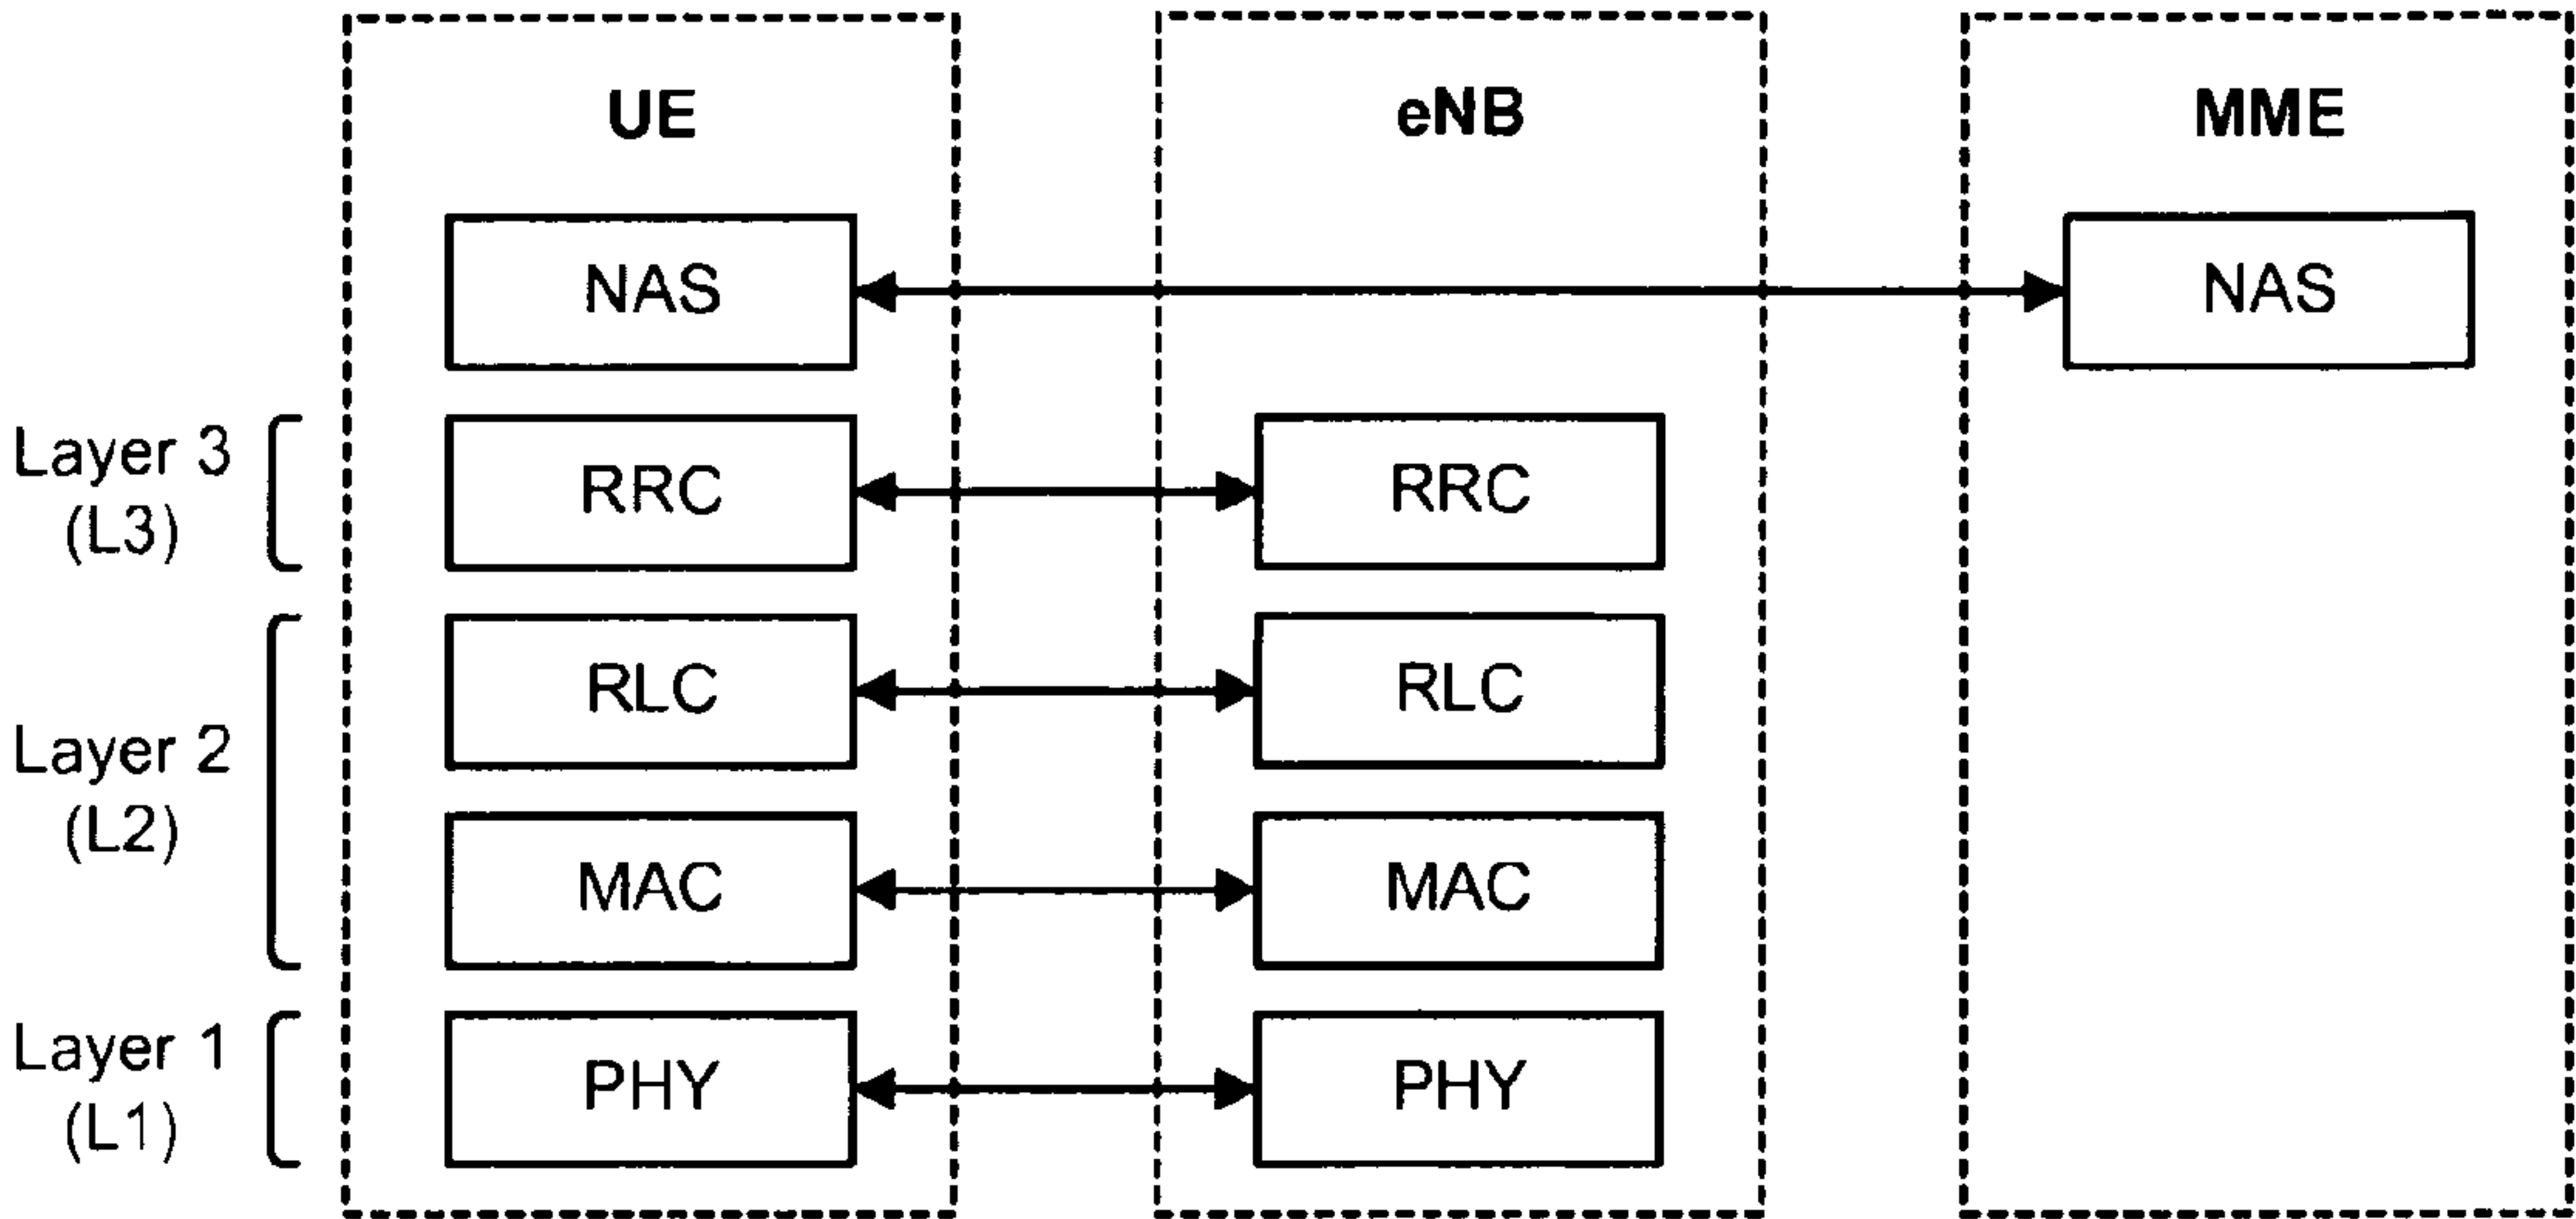 UE
eNB
MME
NAS
NAS
Layer 3
(L3)
RRC
RRC
Layer 2
(L2)
RLC
RLC
MAC
MAC
Layer 1
(L1)
PHY
PHY